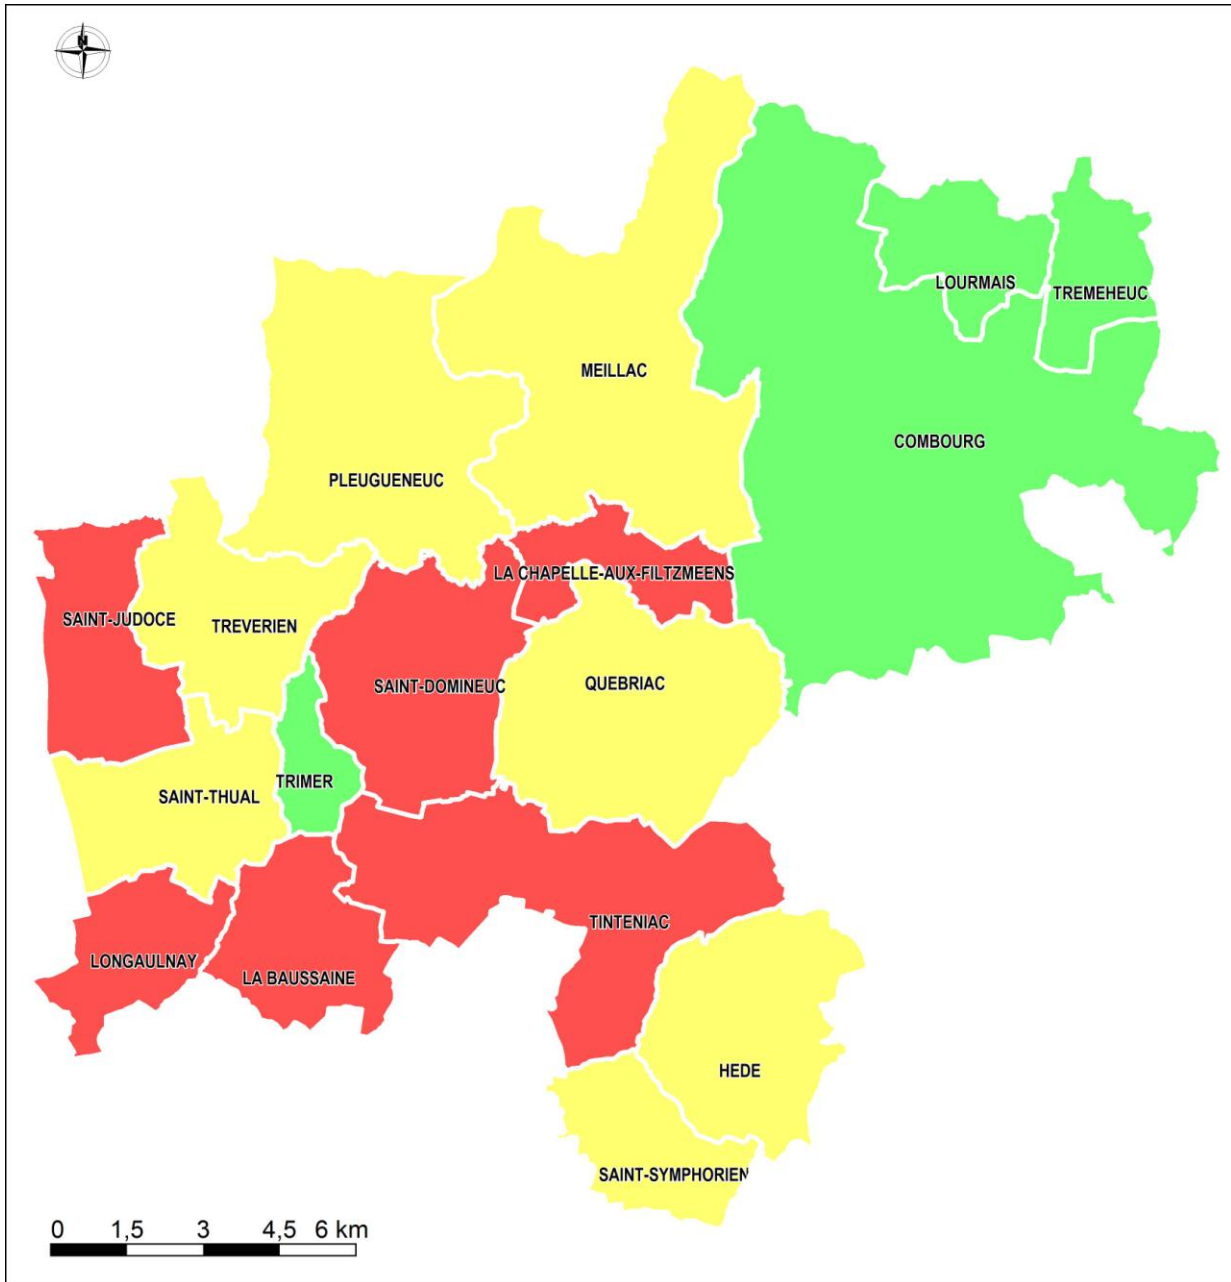 N
LOURMAIS
TREMEHEUC
MEILLAC
COMBOURG
PLEUGUENEUC
LA CHAPELLE-AUX-FILTZMEENS
SAINT-JUDOCE
TREVERIEN
SAINT-DOMINEUC
QUEBRIAC
TRIMER
SAINT-THUAL
TINTENIAC
LONGAULNAY
LA BAUSSAINE
HEDE
SAINT-SYMPHORIEN
0 1,5 3 4,5 6 km